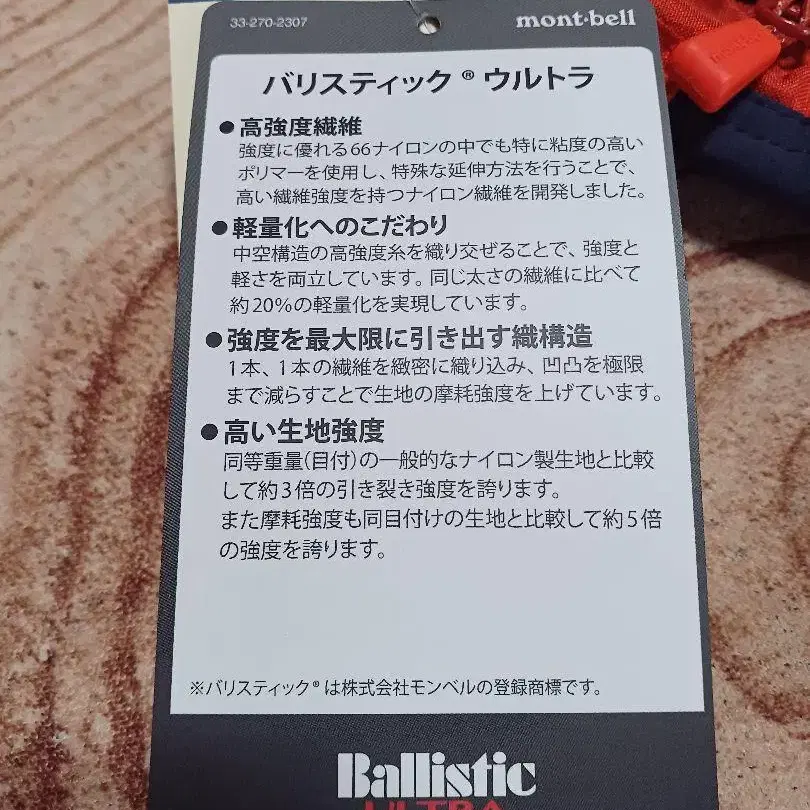 33-270-2307
mont·bell
バリスティック®ウルトラ
●高強度繊維
強度に優れる66ナイロンの中でも特に粘度の高い
ポリマーを使用し、特殊な延伸方法を行うことで、
高い繊維強度を持つナイロン繊維を開発しました。
●軽量化へのこだわり
中空構造の高強度糸を織り交ぜることで、強度と
軽さを両立しています。同じ太さの繊維に比べて
約20%の軽量化を実現しています。
●強度を最大限に引き出す織構造
1本、1本の繊維を緻密に織り込み、凹凸を極限
まで減らすことで生地の摩耗強度を上げています。
●高い生地強度
同等重量(目付)の一般的なナイロン製生地と比較
して約3倍の引き裂き強度を誇ります。
また摩耗強度も同目付けの生地と比較して約5倍
の強度を誇ります。
※バリスティック®は株式会社モンベルの登録商標です。
Ballistic
ULTRA